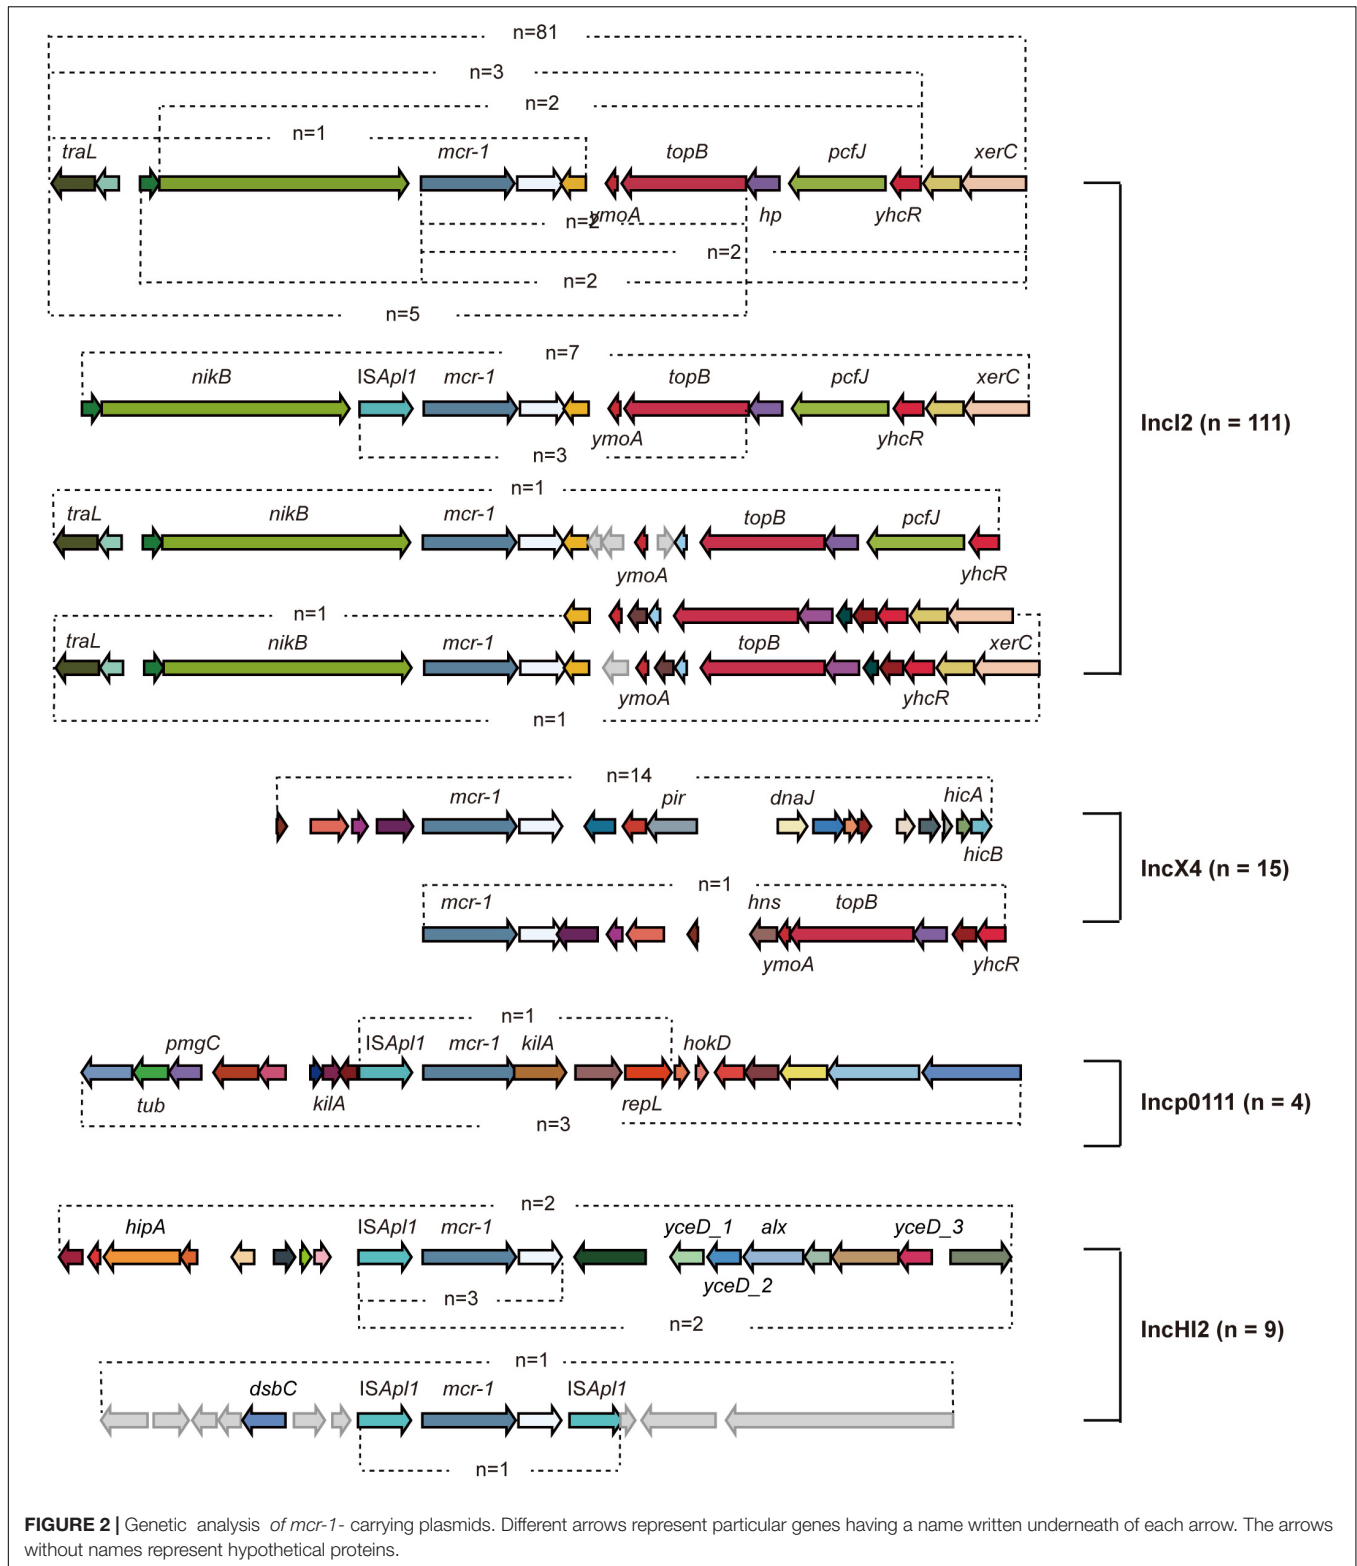 n=81
n=3
n=2
n=1
traL mcr-1 topB pcfJ xerC
ymoA hp yhcR
n=2
n=2
n=2
n=5
n=7
nikB ISApl1 mcr-1 topB pcfJ xerC
IncI2 (n = 111)
ymoA yhcR
n=3
n=1
traL nikB mcr-1 topB pcfJ
ymoA yhcR
n=1
traL nikB mcr-1 topB xerC
ymoA yhcR
n=1
n=14
mcr-1 pir dnaJ hicA
hicB
IncX4 (n = 15)
n=1
mcr-1 hns topB
ymoA yhcR
n=1
pmgC ISApl1 mcr-1 kilA hokD
tub kilA repL
Incp0111 (n = 4)
n=3
n=2
hipA ISApl1 mcr-1 yceD_1 alx yceD_3
yceD_2
n=3
n=2
IncHI2 (n = 9)
n=1
dsbC ISApl1 mcr-1 ISApl1
n=1
FIGURE 2 | Genetic analysis of mcr-1- carrying plasmids. Different arrows represent particular genes having a name written underneath of each arrow. The arrows
without names represent hypothetical proteins.